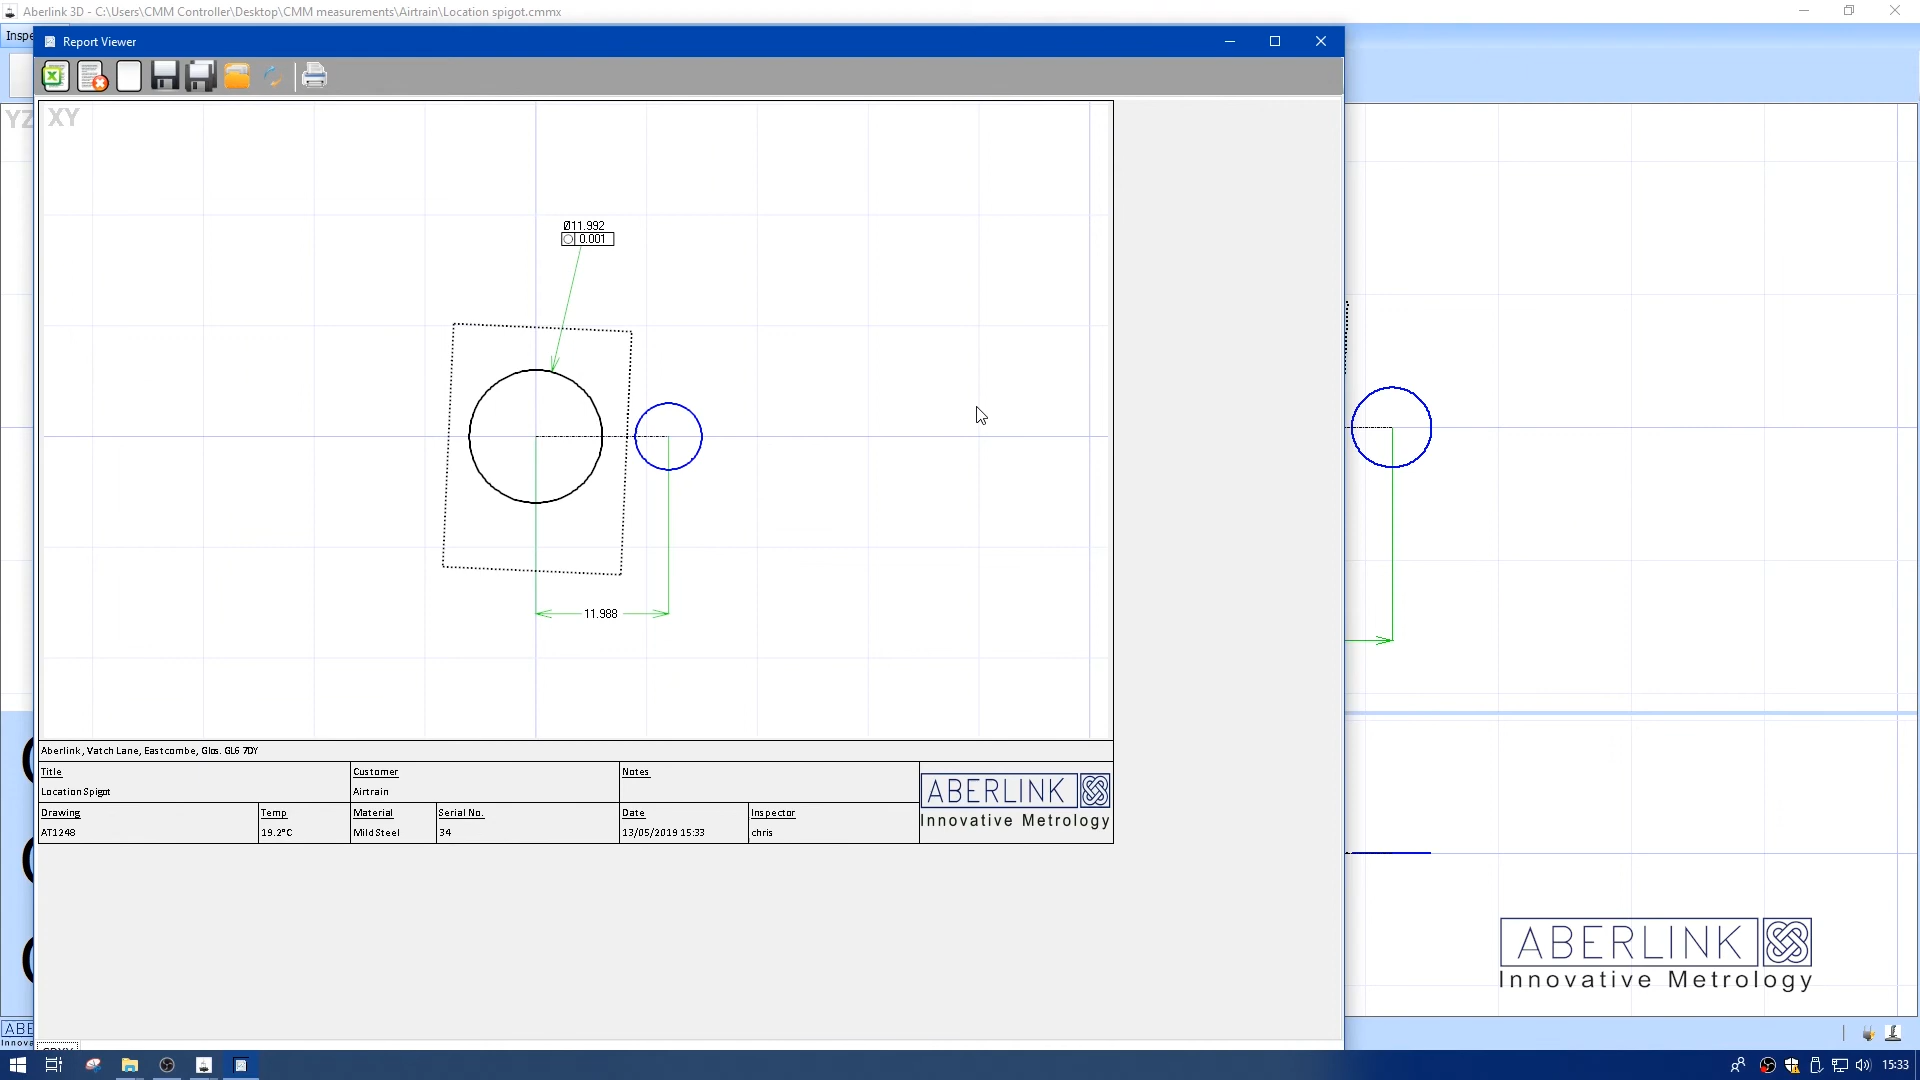 Aberlink 3D - C:\Users\CMM Controller\Desktop\CMM measurements\Airtrain\Location spigot.cmmx
Inspe
Report Viewer
YZ
XY
Ø11.992
0.001
11.988
Aberlink, Vatch Lane, Eastcombe, Glos. GL6 7DY
Title
Location Spigot
Customer
Airtrain
Notes
Drawing
AT1248
Temp
19.2°C
Material
Mild Steel
Serial No.
34
Date
13/05/2019 15:33
Inspector
chris
ABERLINK
Innovative Metrology
ABERLINK
Innovative Metrology
ABE
Innova
15:33